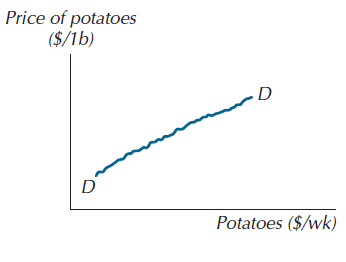 Price of potatoes
($/1b)
D
D
Potatoes ($/wk)